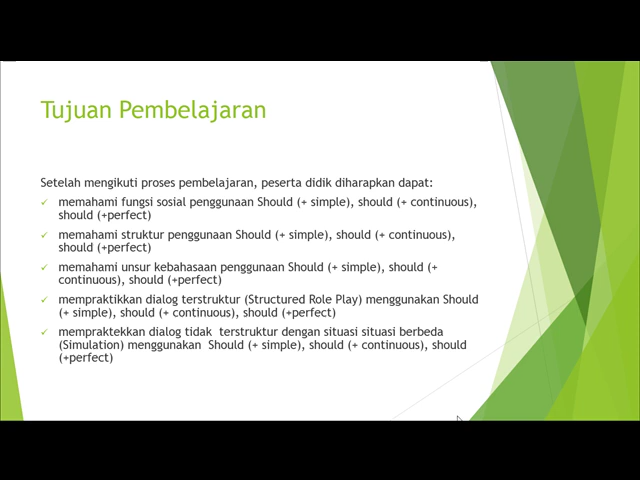 Tujuan Pembelajaran
Setelah mengikuti proses pembelajaran, peserta didik diharapkan dapat:
✓ memahami fungsi sosial penggunaan Should (+ simple), should (+ continuous),
should (+perfect)
✓ memahami struktur penggunaan Should (+ simple), should (+ continuous),
should (+perfect)
✓ memahami unsur kebahasaan penggunaan Should (+ simple), should (+
continuous), should (+perfect)
✓ mempraktikkan dialog terstruktur (Structured Role Play) menggunakan Should
(+ simple), should (+ continuous), should (+perfect)
✓ mempraktekkan dialog tidak  terstruktur dengan situasi situasi berbeda
(Simulation) menggunakan  Should (+ simple), should (+ continuous), should
(+perfect)